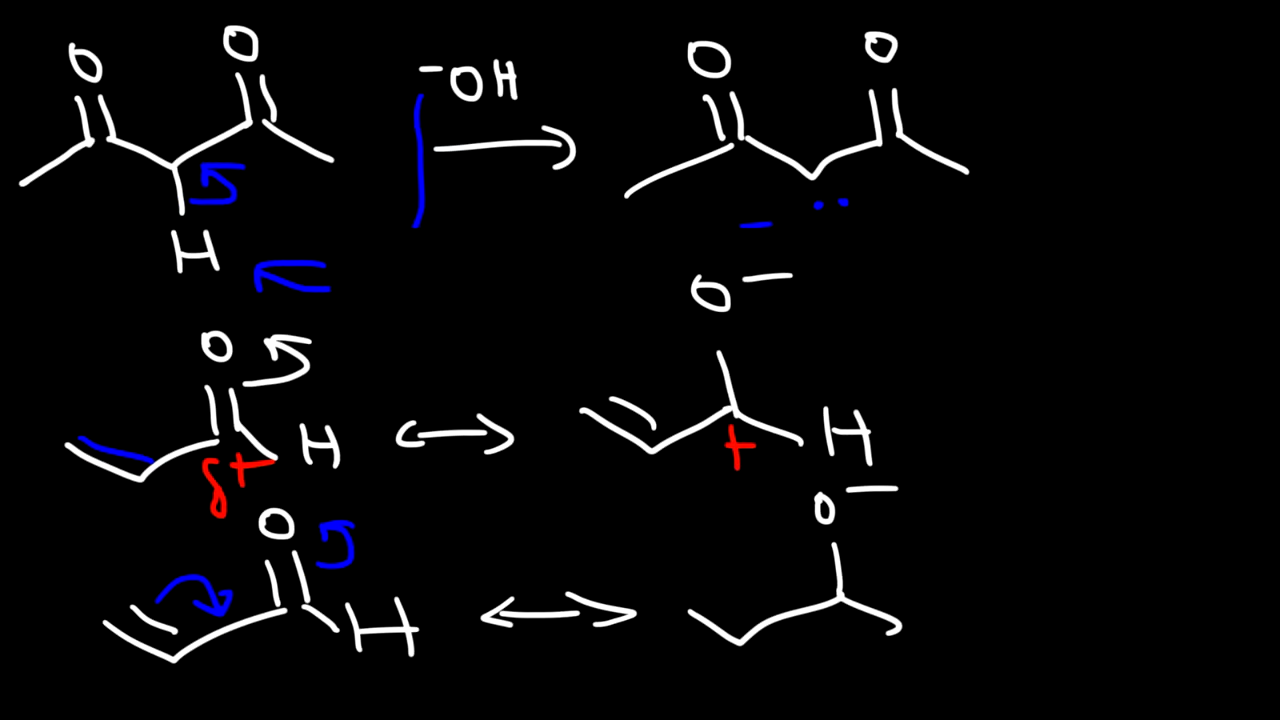 O O -OH O O
H
O O-
H H
δ+ +
O O-
H